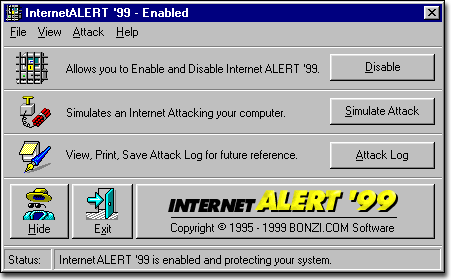 InternetALERT '99 - Enabled
File View Attack Help
Allows you to Enable and Disable Internet ALERT '99.
Disable
Simulates an Internet Attacking your computer.
Simulate Attack
View, Print, Save Attack Log for future reference.
Attack Log
Hide
Exit
INTERNET ALERT '99
Copyright © 1995 - 1999 BONZI.COM Software
Status: InternetALERT '99 is enabled and protecting your system.